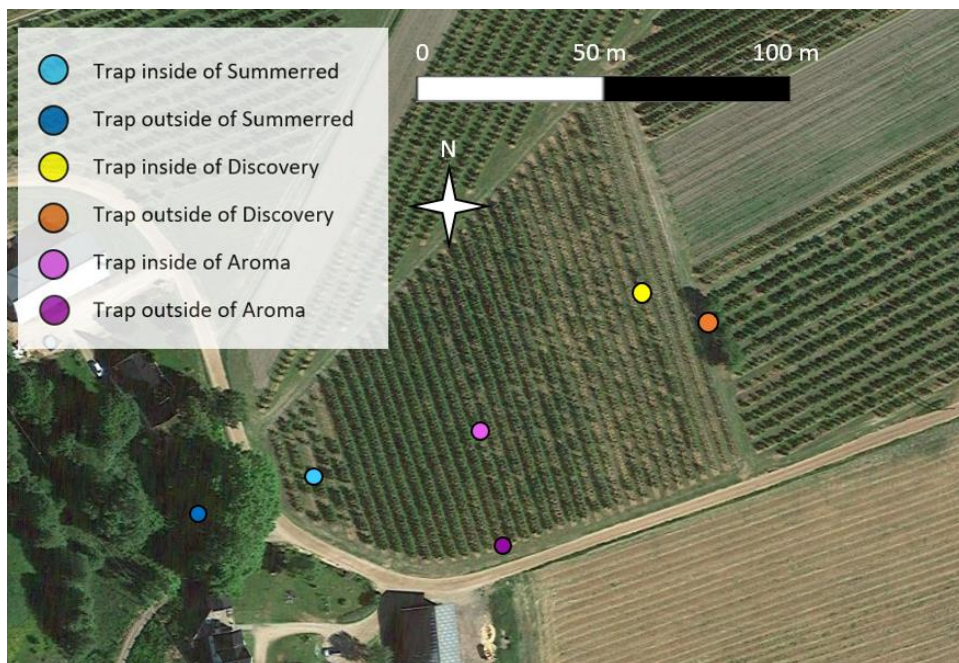 Trap inside of Summerred
Trap outside of Summerred
Trap inside of Discovery
Trap outside of Discovery
Trap inside of Aroma
Trap outside of Aroma
0 50 m 100 m
N